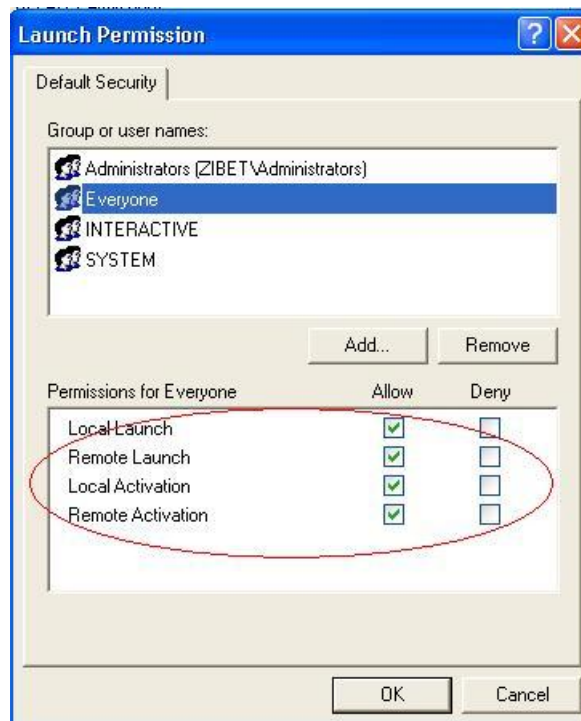 Launch Permission
Default Security
Group or user names:
Administrators (ZIBET\Administrators)
Everyone
INTERACTIVE
SYSTEM
Add... Remove
Permissions for Everyone Allow Deny
Local Launch
Remote Launch
Local Activation
Remote Activation
OK Cancel